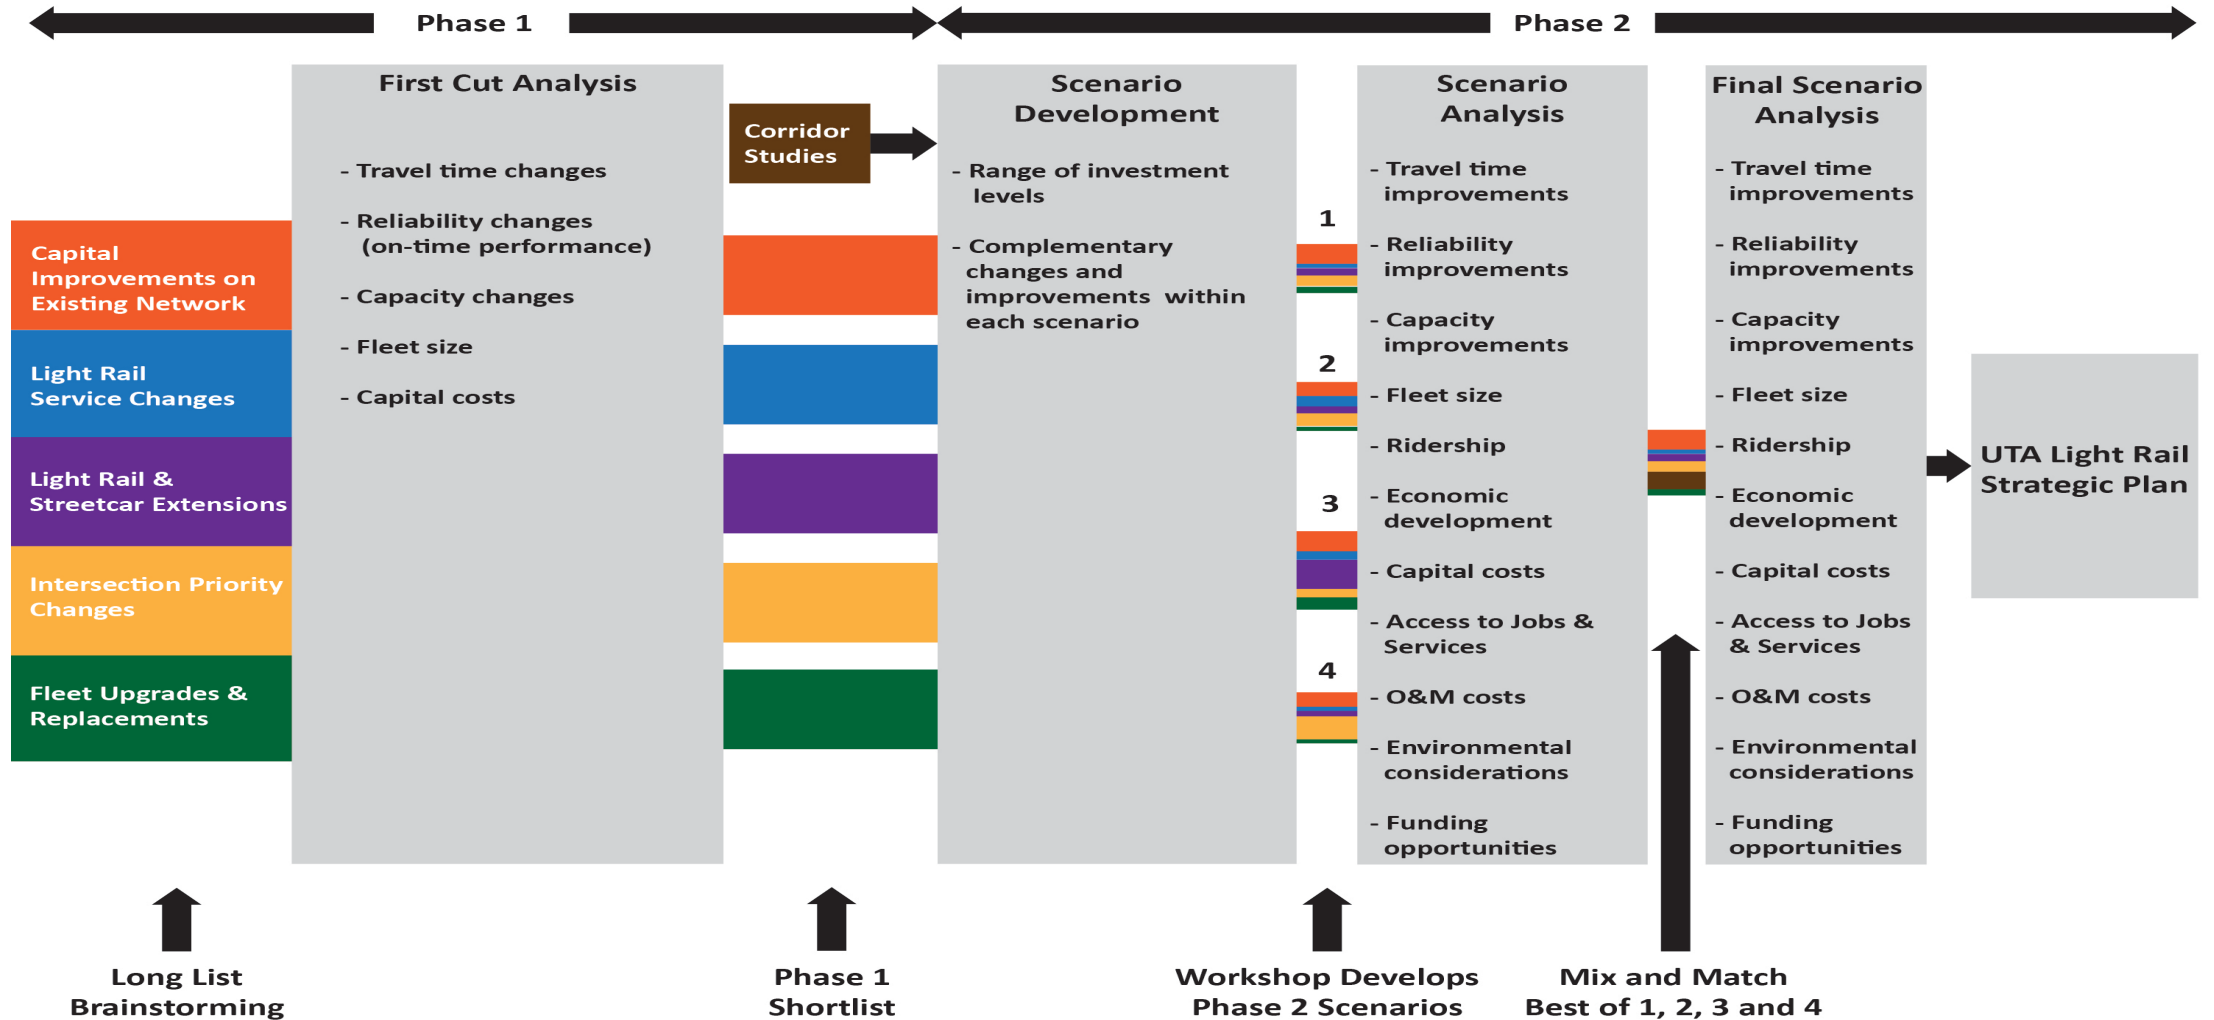 Phase 1
Phase 2
Capital
Improvements on
Existing Network
Light Rail
Service Changes
Light Rail &
Streetcar Extensions
Intersection Priority
Changes
Fleet Upgrades &
Replacements
First Cut Analysis
- Travel time changes
- Reliability changes
(on-time performance)
- Capacity changes
- Fleet size
- Capital costs
Corridor
Studies
Scenario
Development
- Range of investment
levels
- Complementary
changes and
improvements within
each scenario
1
2
3
4
Scenario
Analysis
- Travel time
improvements
- Reliability
improvements
- Capacity
improvements
- Fleet size
- Ridership
- Economic
development
- Capital costs
- Access to Jobs &
Services
- O&M costs
- Environmental
considerations
- Funding
opportunities
Final Scenario
Analysis
- Travel time
improvements
- Reliability
improvements
- Capacity
improvements
- Fleet size
- Ridership
- Economic
development
- Capital costs
- Access to Jobs
& Services
- O&M costs
- Environmental
considerations
- Funding
opportunities
UTA Light Rail
Strategic Plan
Long List
Brainstorming
Phase 1
Shortlist
Workshop Develops
Phase 2 Scenarios
Mix and Match
Best of 1, 2, 3 and 4